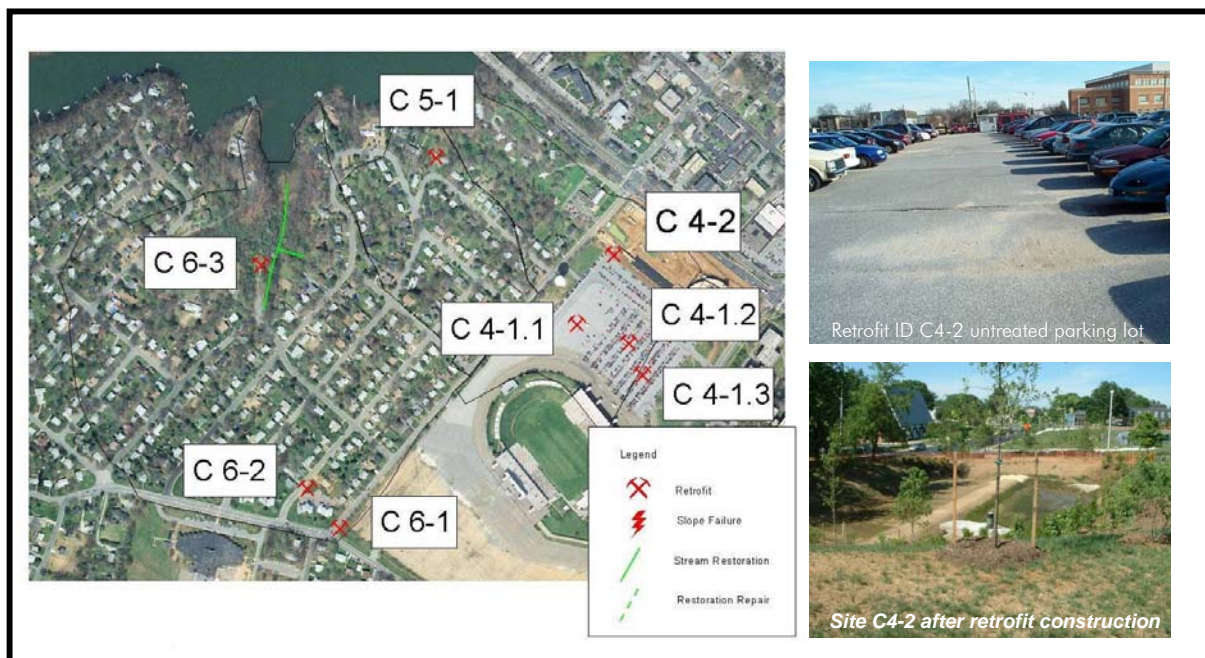 C 5-1
C 4-2
C 6-3
C 4-1.1
C 4-1.2
C 4-1.3
C 6-2
C 6-1
Legend
Retrofit
Slope Failure
Stream Restoration
Restoration Repair
Retrofit ID C4-2 untreated parking lot
Site C4-2 after retrofit construction